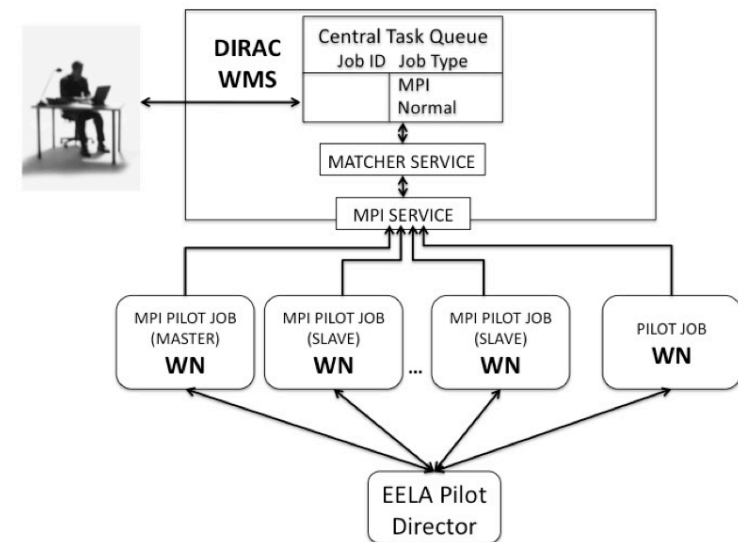 DIRAC
WMS
Central Task Queue
Job ID Job Type
MPI
Normal
MATCHER SERVICE
MPI SERVICE
MPI PILOT JOB
(MASTER)
WN
MPI PILOT JOB
(SLAVE)
WN
...
MPI PILOT JOB
(SLAVE)
WN
PILOT JOB
WN
EELA Pilot
Director